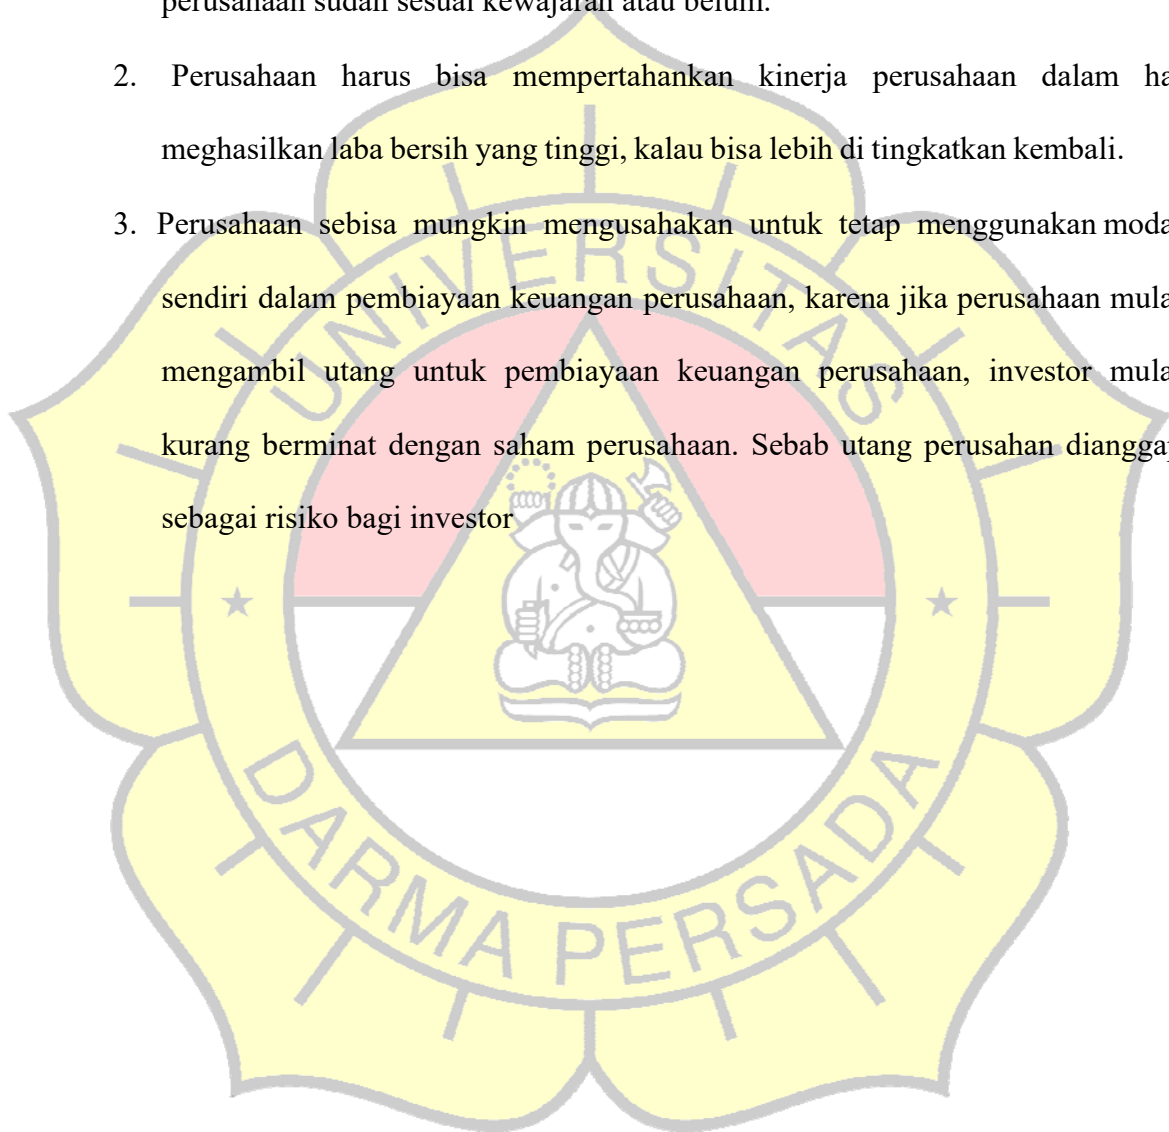 perusahaan sudah sesuai kewajaran atau belum.
2. Perusahaan harus bisa mempertahankan kinerja perusahaan dalam ha
meghasilkan laba bersih yang tinggi, kalau bisa lebih di tingkatkan kembali.
3. Perusahaan sebisa mungkin mengusahakan untuk tetap menggunakan moda
sendiri dalam pembiayaan keuangan perusahaan, karena jika perusahaan mula
mengambil utang untuk pembiayaan keuangan perusahaan, investor mula
kurang berminat dengan saham perusahaan. Sebab utang perusahan diangga
sebagai risiko bagi investor
UNIVERSITAS
DARMA PERSADA